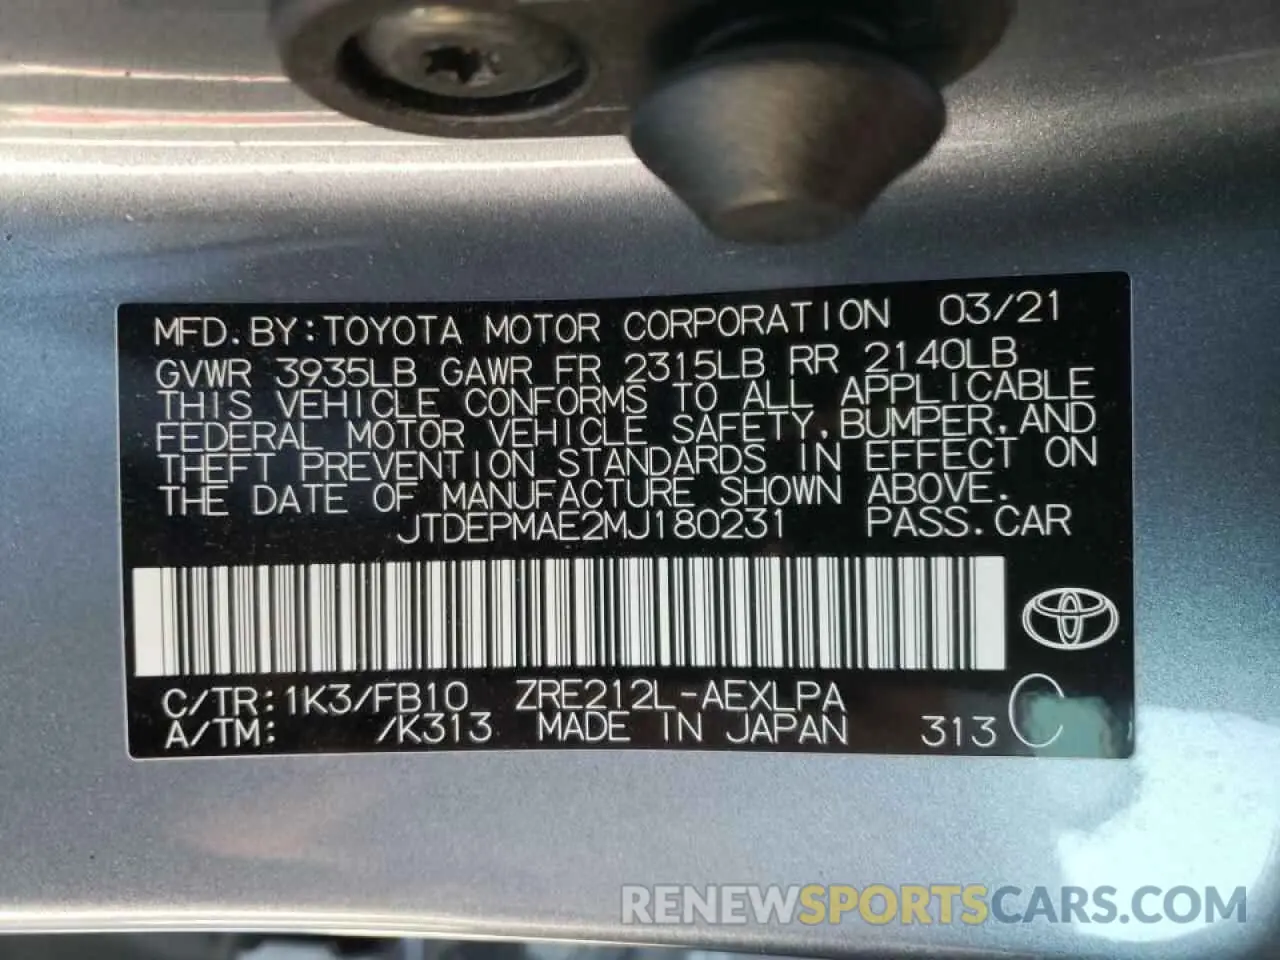 MFD. BY: TOYOTA MOTOR CORPORATION 03/21
GVWR 3935LB GAWR FR 2315LB RR 2140LB
THIS VEHICLE CONFORMS TO ALL APPLICABLE
FEDERAL MOTOR VEHICLE SAFETY, BUMPER, AND
THEFT PREVENTION STANDARDS IN EFFECT ON
THE DATE OF MANUFACTURE SHOWN ABOVE.
JTDEPMAE2MJ180231 PASS. CAR
C/TR: 1K3/FB10 ZRE212L-AEXLPA
A/TM: /K313 MADE IN JAPAN 313 C
RENEWSPORTSCARS.COM